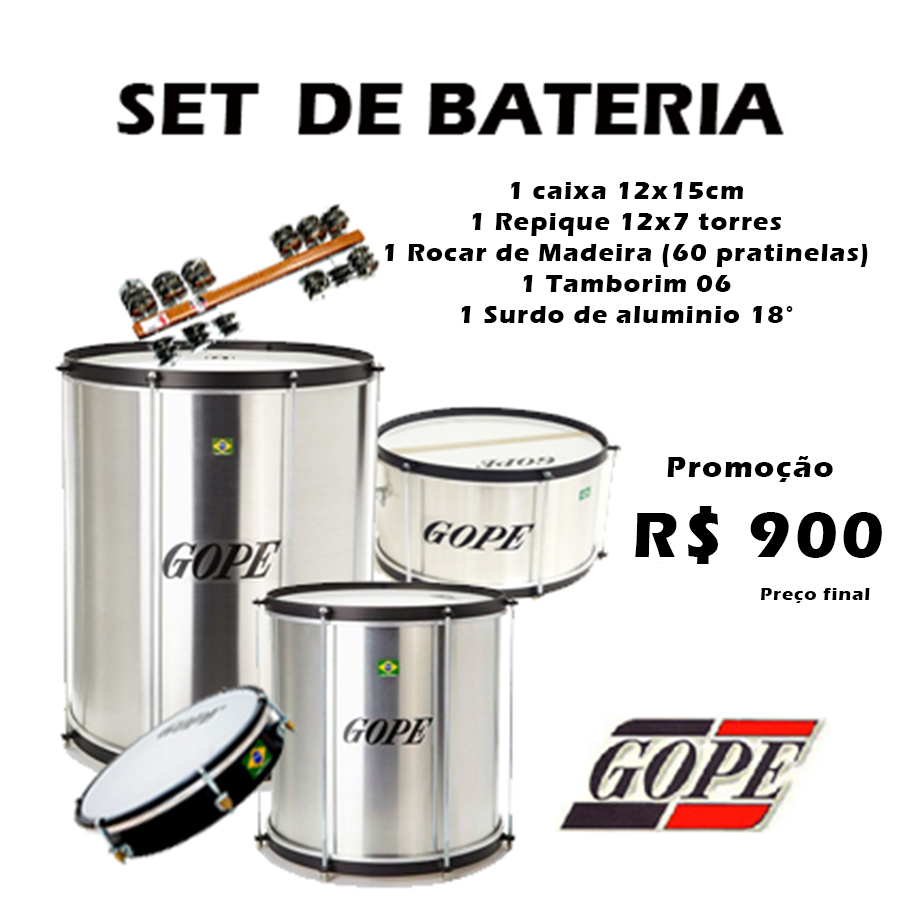 SET DE BATERIA
1 caixa 12x15cm
1 Repique 12x7 torres
1 Rocar de Madeira (60 pratinelas)
1 Tamborim 06
1 Surdo de aluminio 18°
GOPE
Promoção
GOPE
R$ 900
GOPE
Preço final
GOPE
GOPE